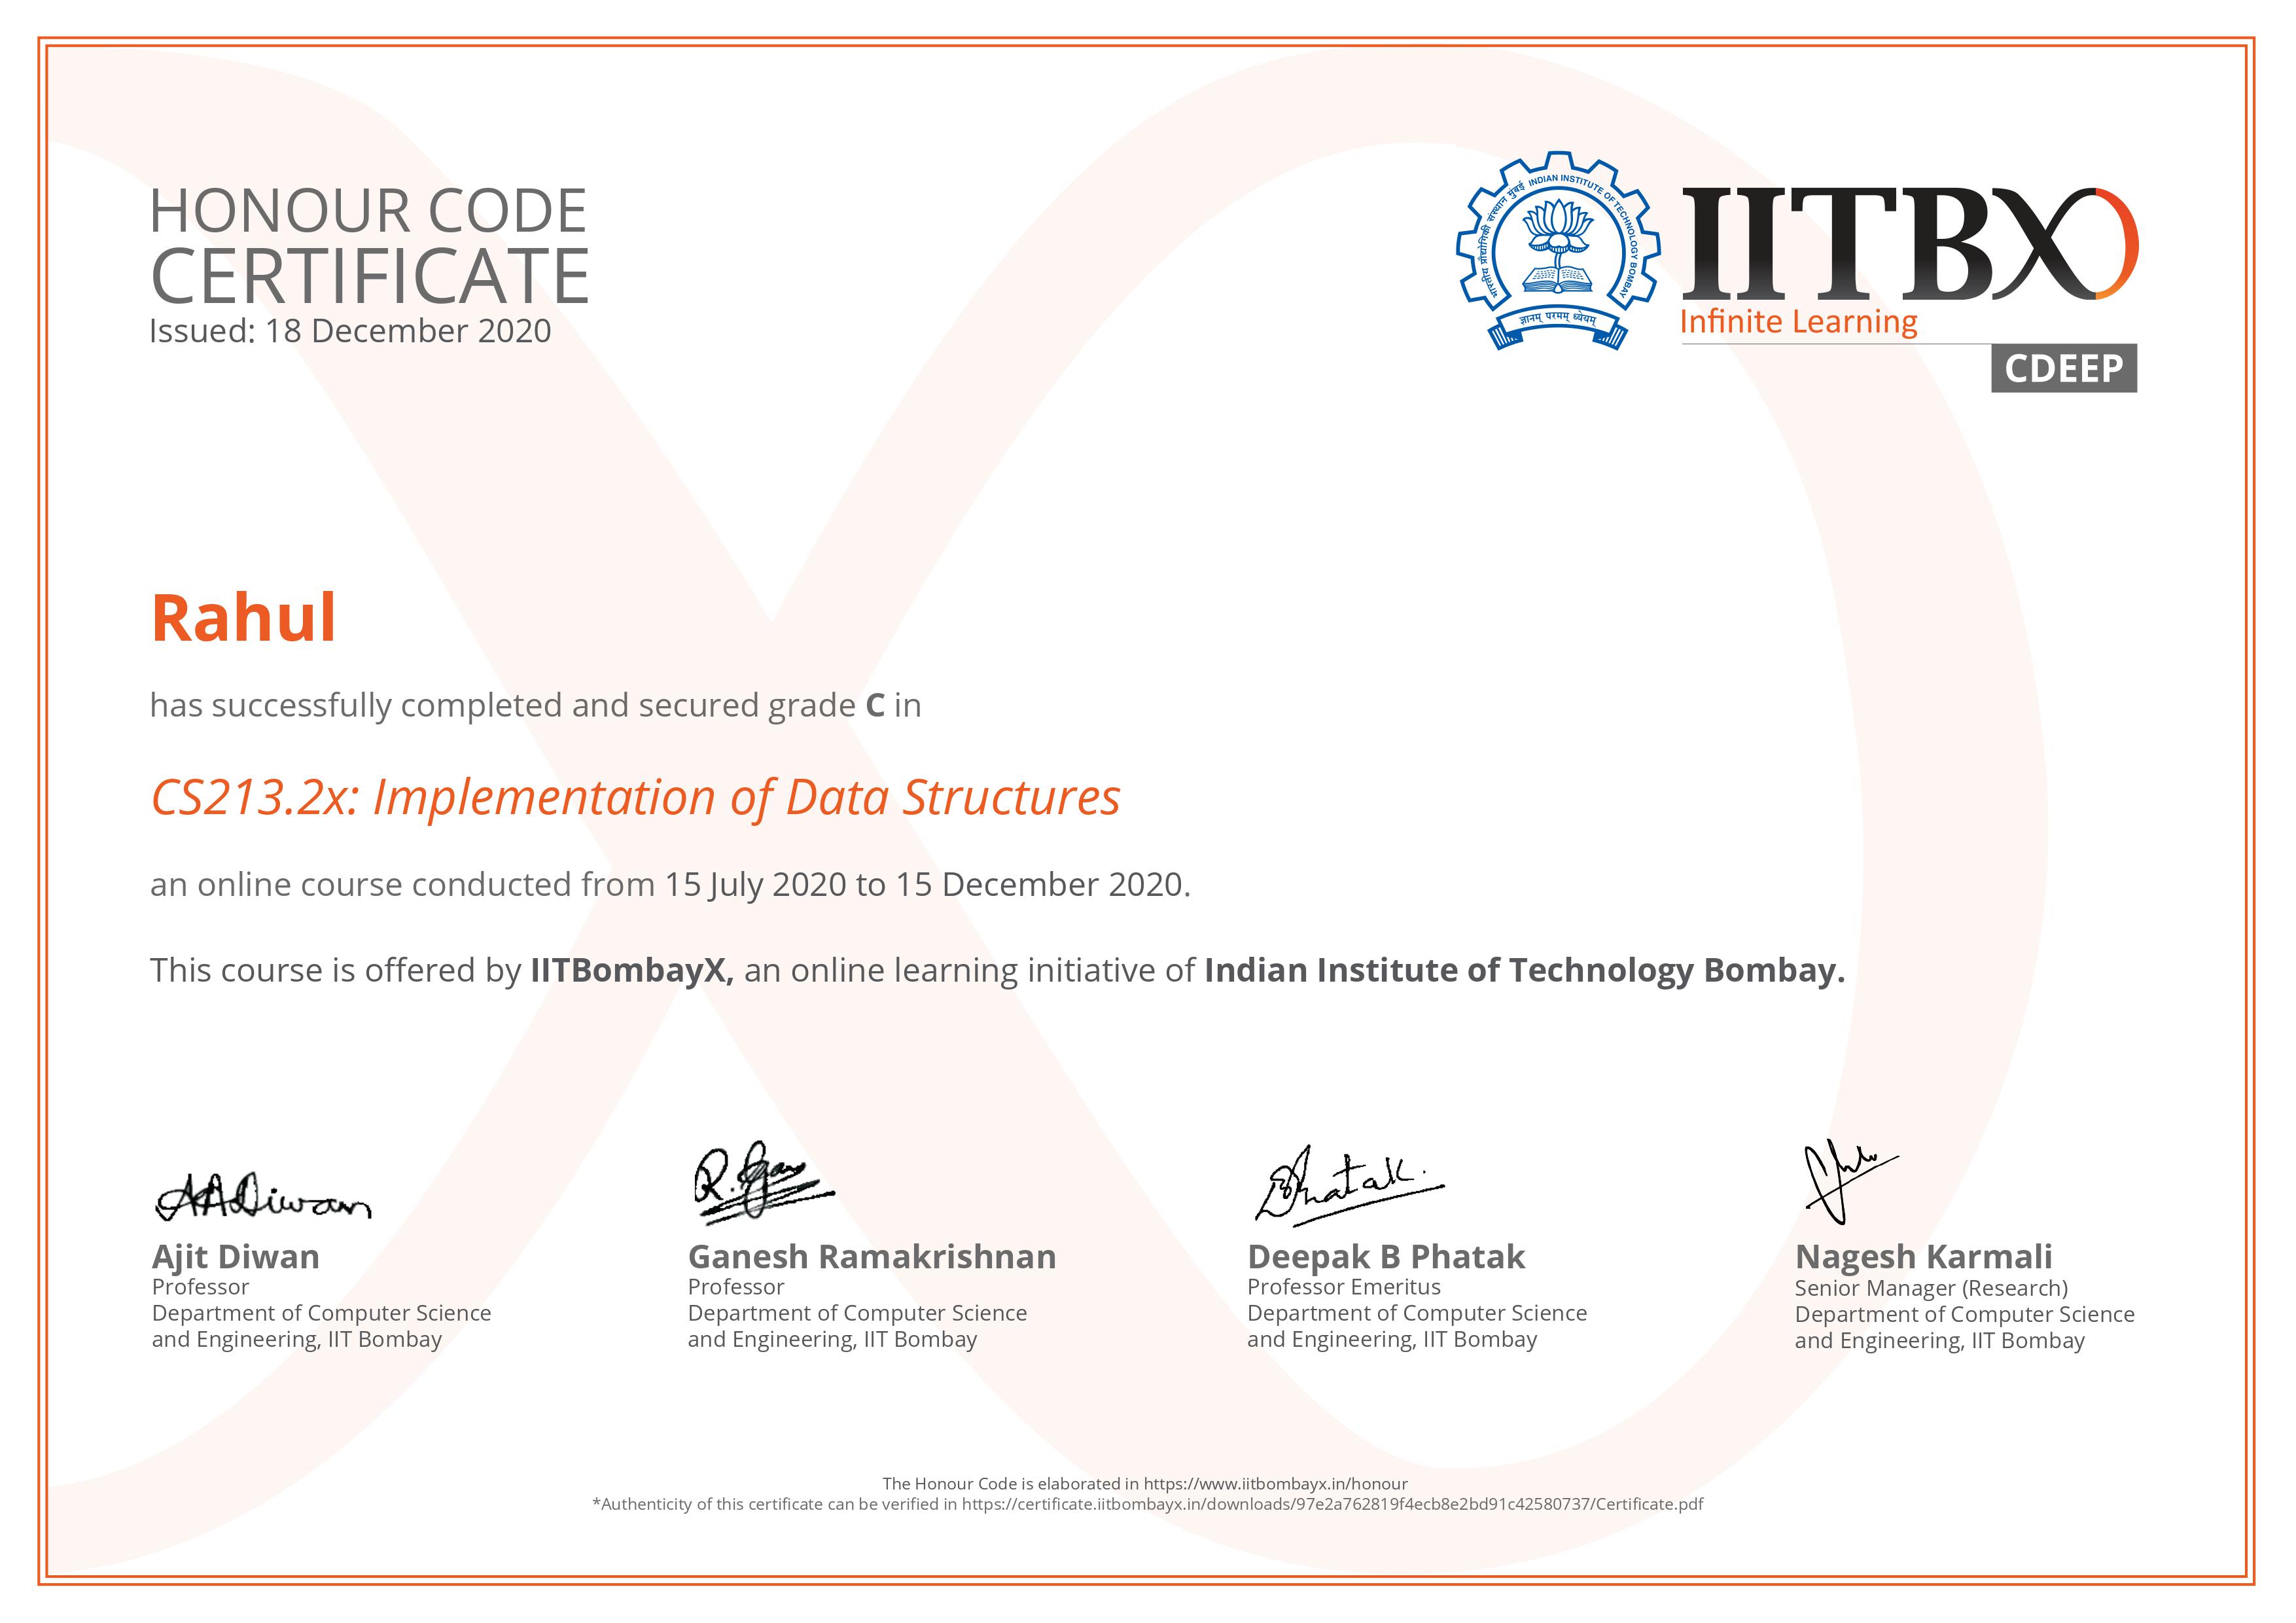 HONOUR CODE
CERTIFICATE
Issued: 18 December 2020
भारतीय प्रौद्योगिकी संस्थान मुंबई
INDIAN INSTITUTE OF TECHNOLOGY BOMBAY
ज्ञानम् परमम् ध्येयम्
IITBX
Infinite Learning
CDEEP
Rahul
has successfully completed and secured grade C in
CS213.2x: Implementation of Data Structures
an online course conducted from 15 July 2020 to 15 December 2020.
This course is offered by IITBombayX, an online learning initiative of Indian Institute of Technology Bombay.
AADiwan
Phatak.
Ajit Diwan
Professor
Department of Computer Science
and Engineering, IIT Bombay
Ganesh Ramakrishnan
Professor
Department of Computer Science
and Engineering, IIT Bombay
Deepak B Phatak
Professor Emeritus
Department of Computer Science
and Engineering, IIT Bombay
Nagesh Karmali
Senior Manager (Research)
Department of Computer Science
and Engineering, IIT Bombay
The Honour Code is elaborated in https://www.iitbombayx.in/honour
*Authenticity of this certificate can be verified in https://certificate.iitbombayx.in/downloads/97e2a762819f4ecb8e2bd91c42580737/Certificate.pdf